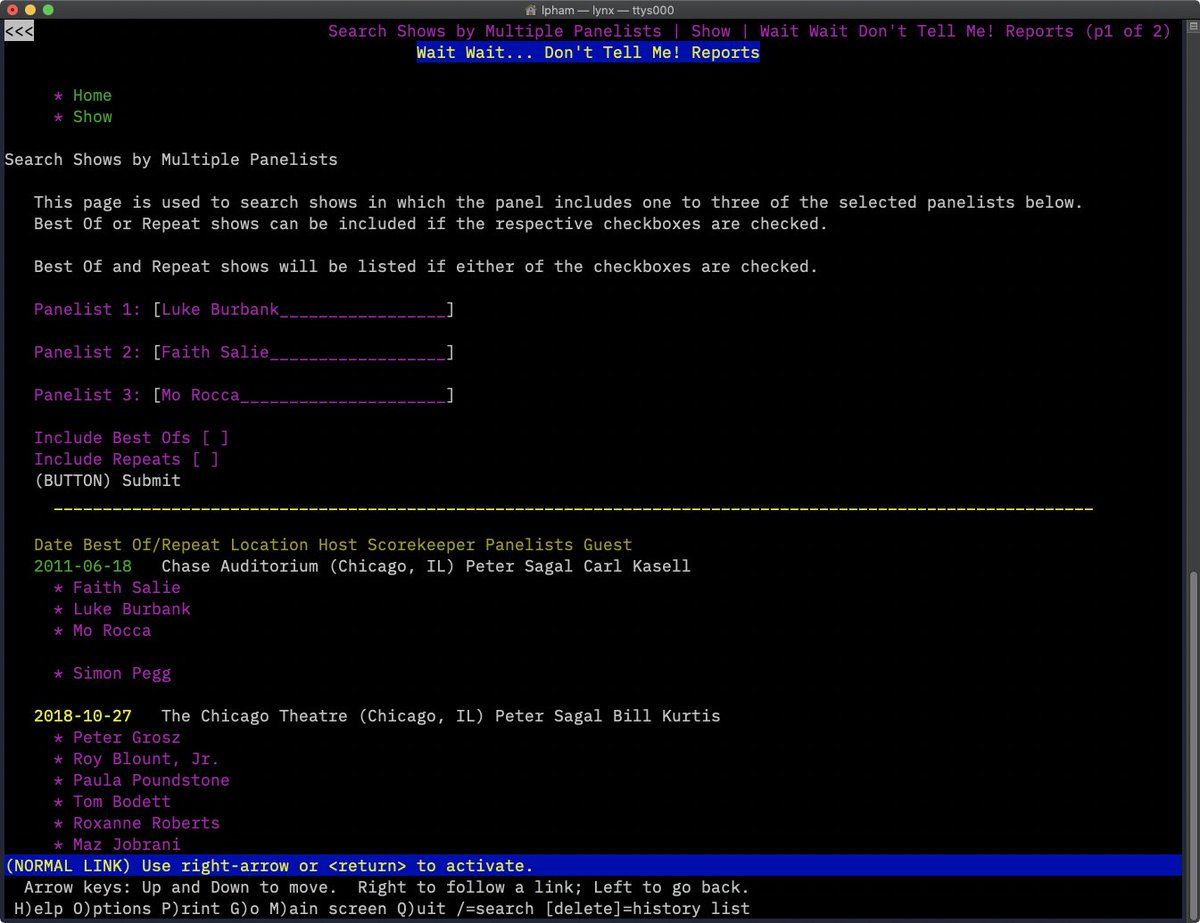 lpham — lynx — ttys000
<<< Search Shows by Multiple Panelists | Show | Wait Wait Don't Tell Me! Reports (p1 of 2)
Wait Wait... Don't Tell Me! Reports
* Home
* Show
Search Shows by Multiple Panelists
This page is used to search shows in which the panel includes one to three of the selected panelists below.
Best Of or Repeat shows can be included if the respective checkboxes are checked.
Best Of and Repeat shows will be listed if either of the checkboxes are checked.
Panelist 1: [Luke Burbank_________________]
Panelist 2: [Faith Salie__________________]
Panelist 3: [Mo Rocca_____________________]
Include Best Ofs [ ]
Include Repeats [ ]
(BUTTON) Submit
Date Best Of/Repeat Location Host Scorekeeper Panelists Guest
2011-06-18 Chase Auditorium (Chicago, IL) Peter Sagal Carl Kasell
* Faith Salie
* Luke Burbank
* Mo Rocca
* Simon Pegg
2018-10-27 The Chicago Theatre (Chicago, IL) Peter Sagal Bill Kurtis
* Peter Grosz
* Roy Blount, Jr.
* Paula Poundstone
* Tom Bodett
* Roxanne Roberts
* Maz Jobrani
(NORMAL LINK) Use right-arrow or <return> to activate.
Arrow keys: Up and Down to move. Right to follow a link; Left to go back.
H)elp O)ptions P)rint G)o M)ain screen Q)uit /=search [delete]=history list